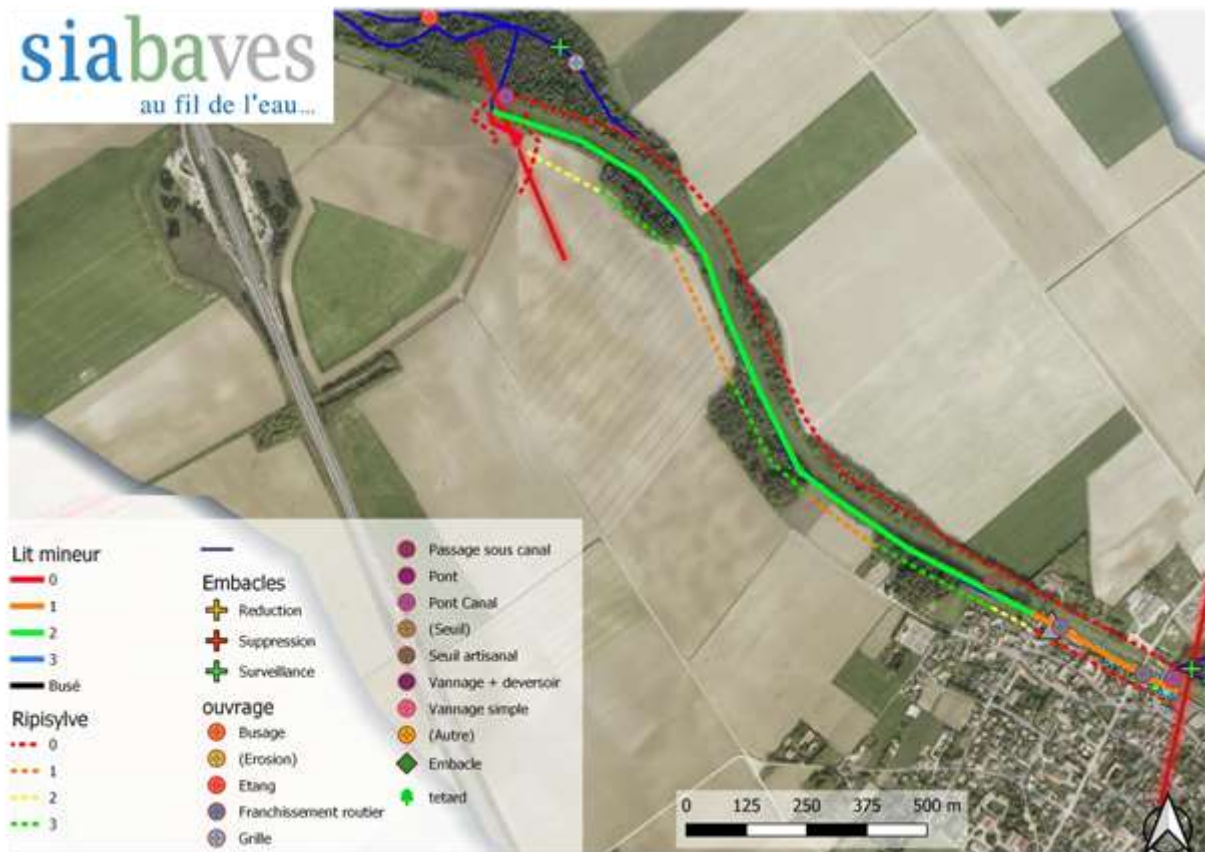 siabaves
au fil de l'eau...
Lit mineur
0
1
2
3
Busé
Ripisylve
0
1
2
3
Embacles
Reduction
Suppression
Surveillance
ouvrage
Busage
(Erosion)
Etang
Franchissement routier
Grille
Passage sous canal
Pont
Pont Canal
(Seuil)
Seuil artisanal
Vannage + deversoir
Vannage simple
(Autre)
Embacle
tetard
0 125 250 375 500 m